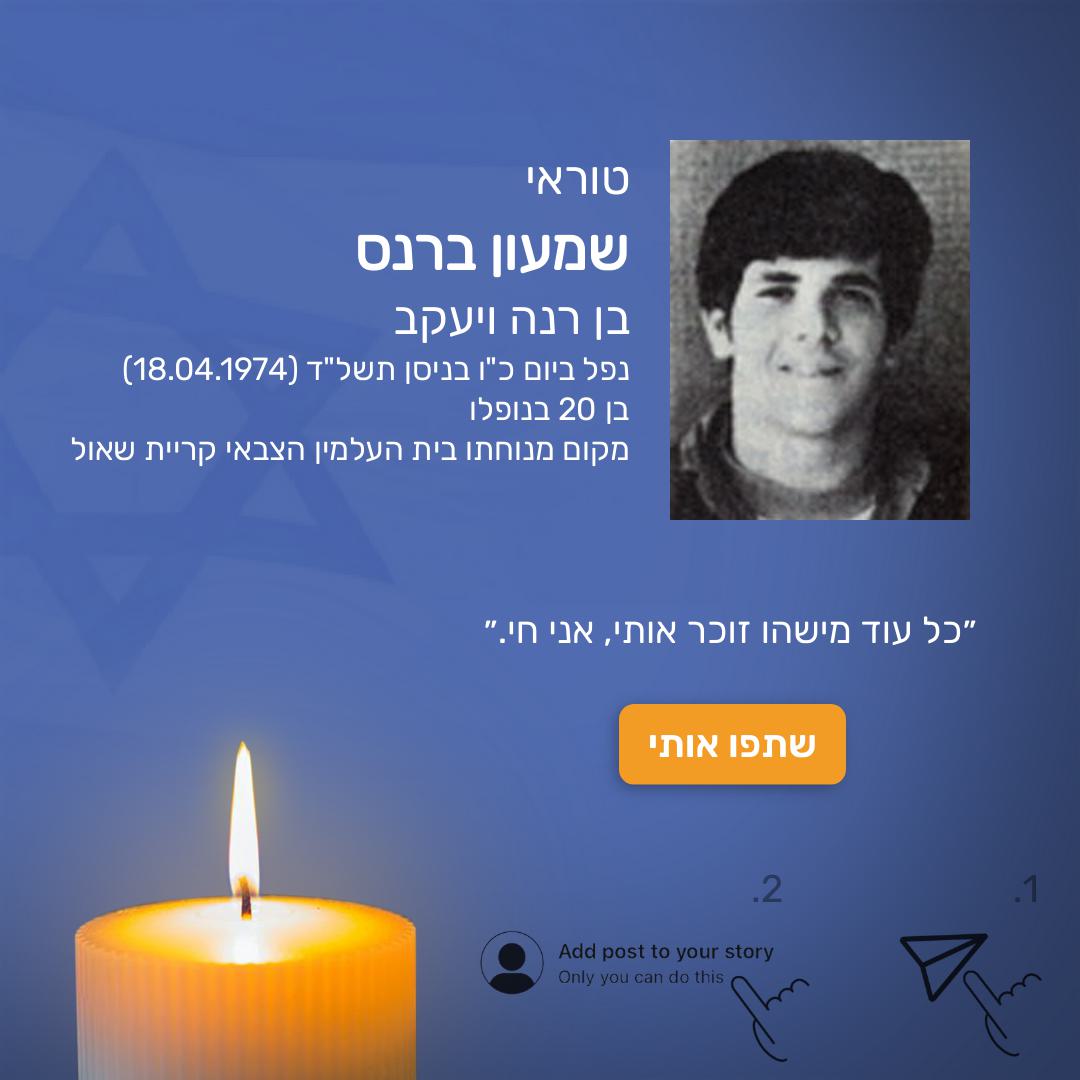 טוראי
שמעון ברנס
בן רנה ויעקב
נפל ביום כ"ו בניסן תשל"ד (18.04.1974)
בן 20 בנופלו
מקום מנוחתו בית העלמין הצבאי קריית שאול
״כל עוד מישהו זוכר אותי, אני חי.״
שתפו אותי
.1
.2
Add post to your story
Only you can do this